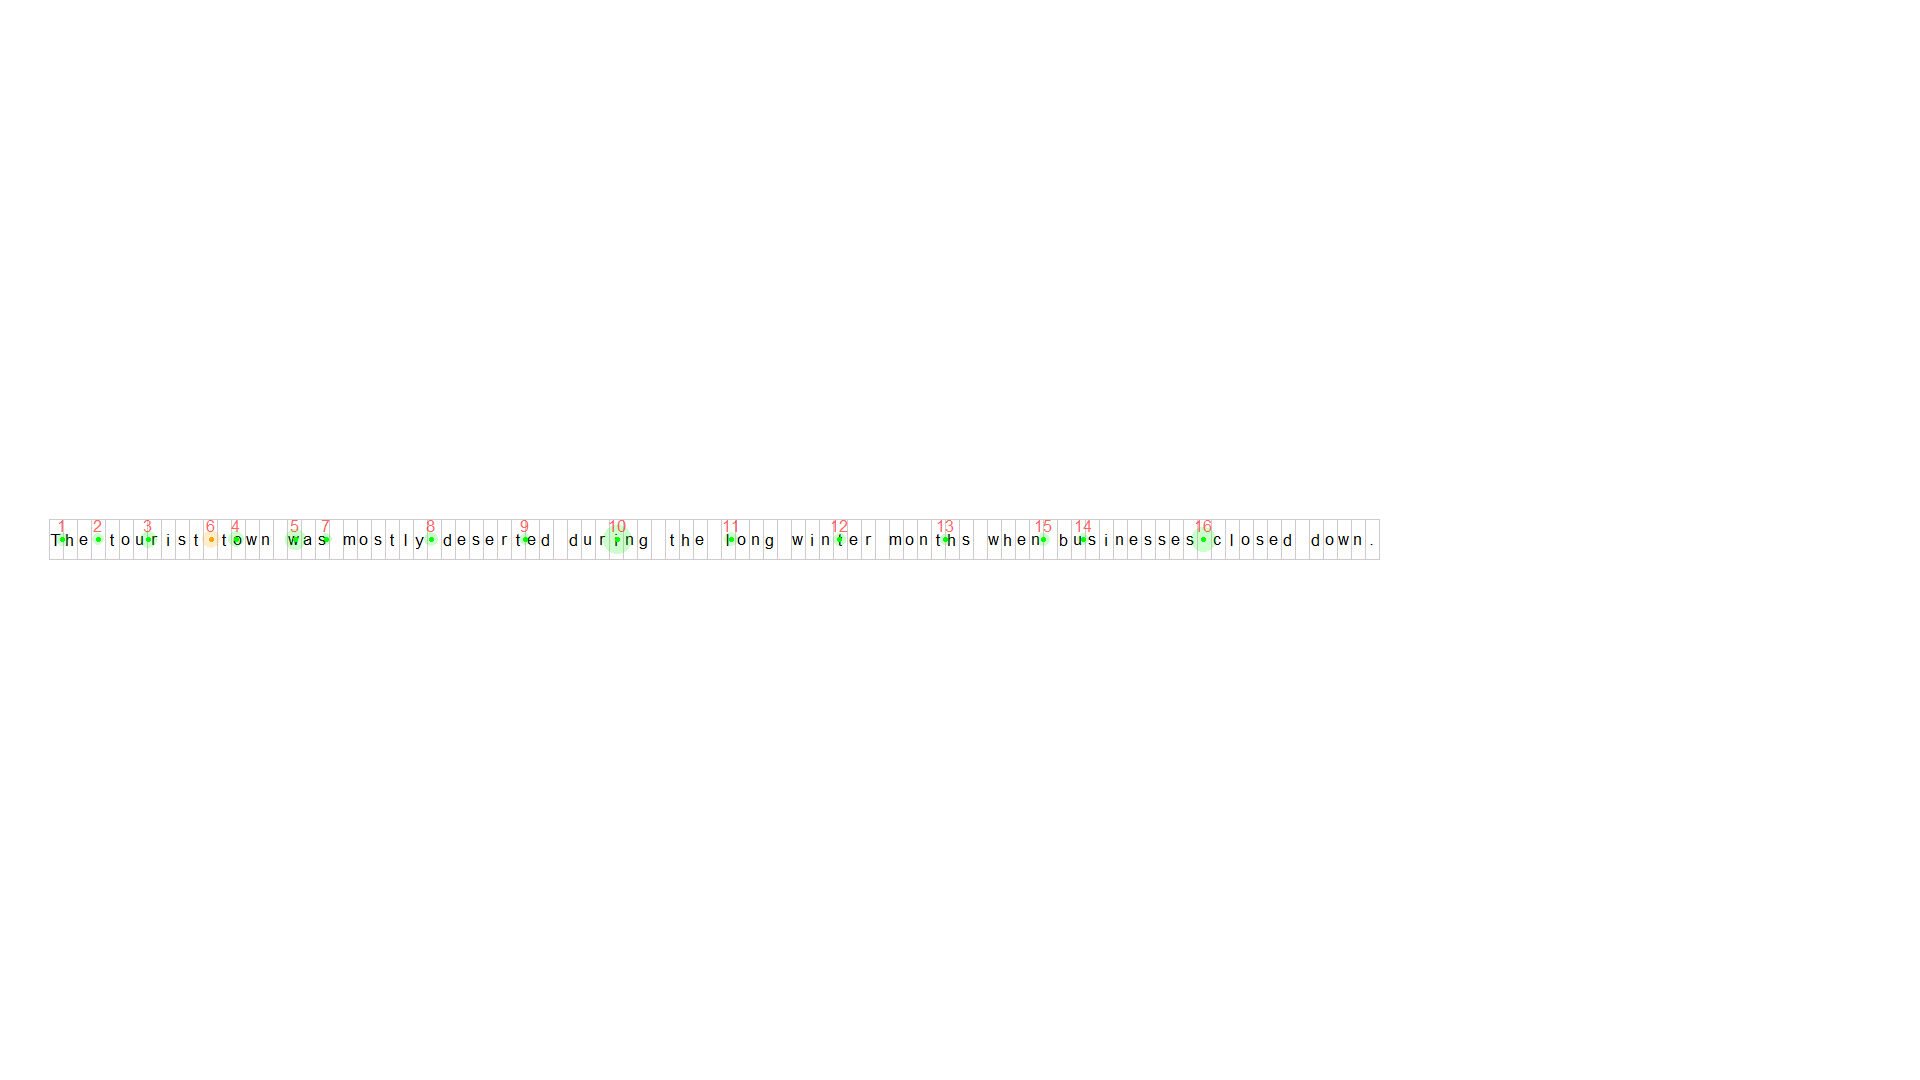 1 2 3 6 4 5 7 8 9 10 11 12 13 15 14 16
The tourist town was mostly deserted during the long winter months when businesses closed down.